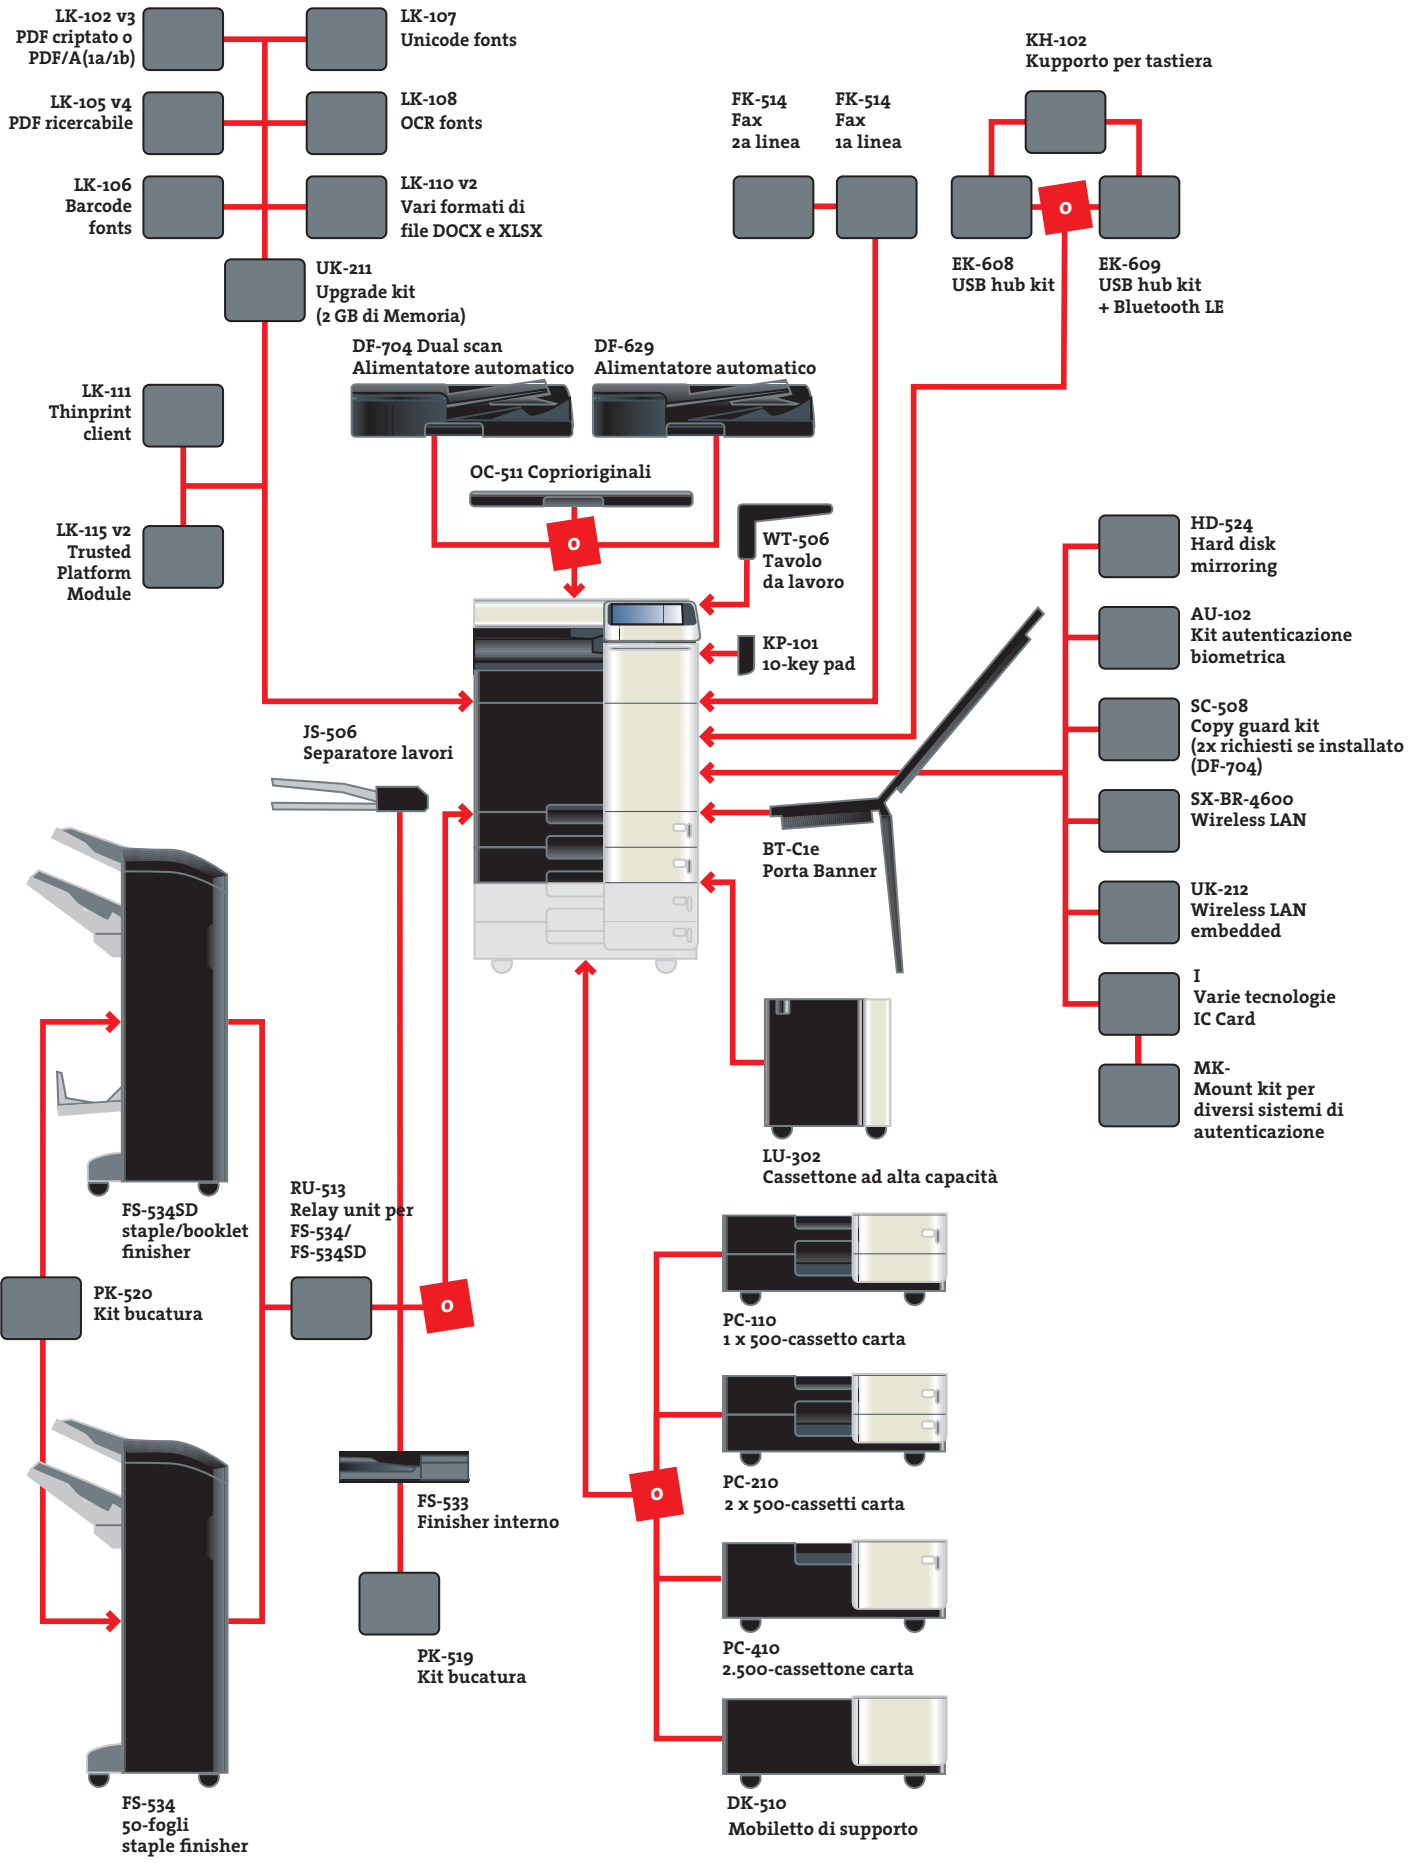 LK-102 v3
PDF criptato o
PDF/A(1a/1b)
LK-107
Unicode fonts
LK-105 v4
PDF ricercabile
LK-108
OCR fonts
LK-106
Barcode
fonts
LK-110 v2
Vari formati di
file DOCX e XLSX
UK-211
Upgrade kit
(2 GB di Memoria)
LK-111
Thinprint
client
LK-115 v2
Trusted
Platform
Module
FK-514
Fax
2a linea
FK-514
Fax
1a linea
KH-102
Kupporto per tastiera
O
EK-608
USB hub kit
EK-609
USB hub kit
+ Bluetooth LE
DF-704 Dual scan
Alimentatore automatico
DF-629
Alimentatore automatico
OC-511 Coprioriginali
O
WT-506
Tavolo
da lavoro
KP-101
10-key pad
HD-524
Hard disk
mirroring
AU-102
Kit autenticazione
biometrica
SC-508
Copy guard kit
(2x richiesti se installato
(DF-704)
SX-BR-4600
Wireless LAN
UK-212
Wireless LAN
embedded
I
Varie tecnologie
IC Card
MK-
Mount kit per
diversi sistemi di
autenticazione
JS-506
Separatore lavori
BT-C1e
Porta Banner
LU-302
Cassettone ad alta capacità
FS-534SD
staple/booklet
finisher
RU-513
Relay unit per
FS-534/
FS-534SD
PK-520
Kit bucatura
O
PC-110
1 x 500-cassetto carta
PC-210
2 x 500-cassetti carta
O
FS-533
Finisher interno
PK-519
Kit bucatura
PC-410
2.500-cassettone carta
DK-510
Mobiletto di supporto
FS-534
50-fogli
staple finisher